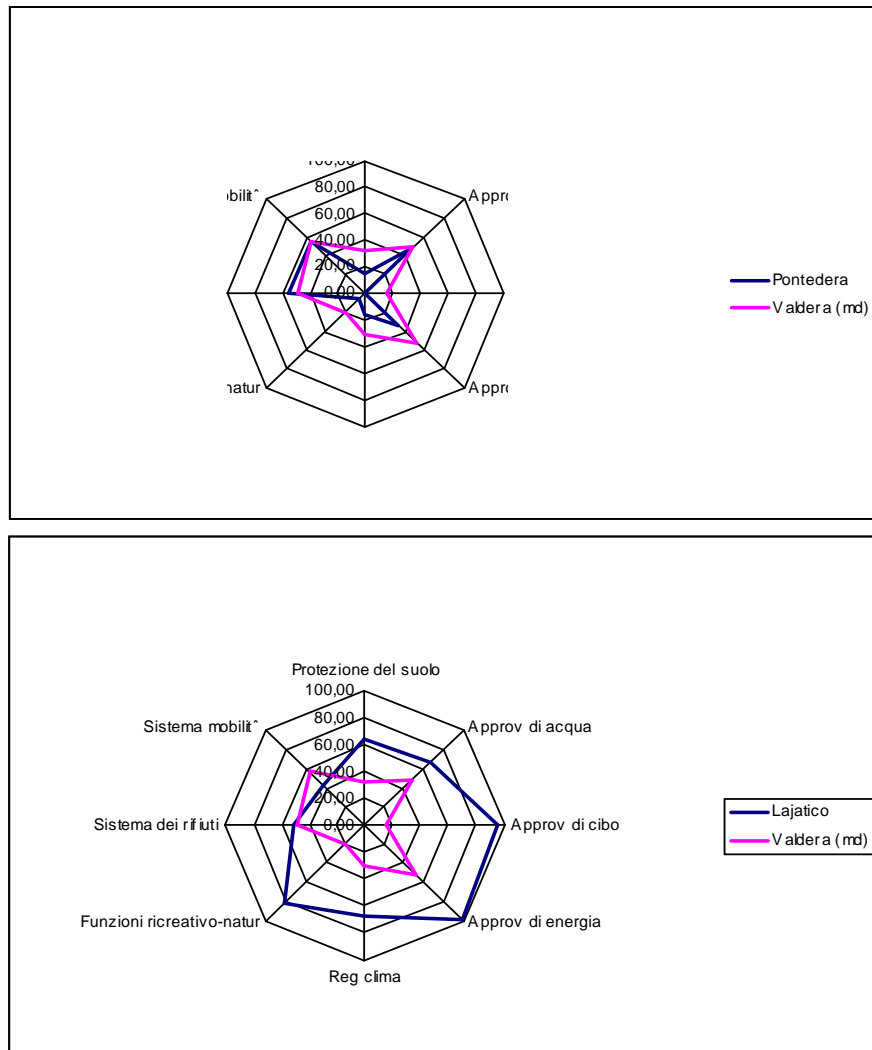 80,00
60,00
40,00
20,00
0,00
Pontedera
Valdera (md)
Protezione del suolo
100,00
80,00
60,00
40,00
20,00
0,00
Sistema mobilit^
Approv di acqua
Sistema dei rifiuti
Approv di cibo
Funzioni ricreativo-natur
Approv di energia
Reg clima
Lajatico
Valdera (md)